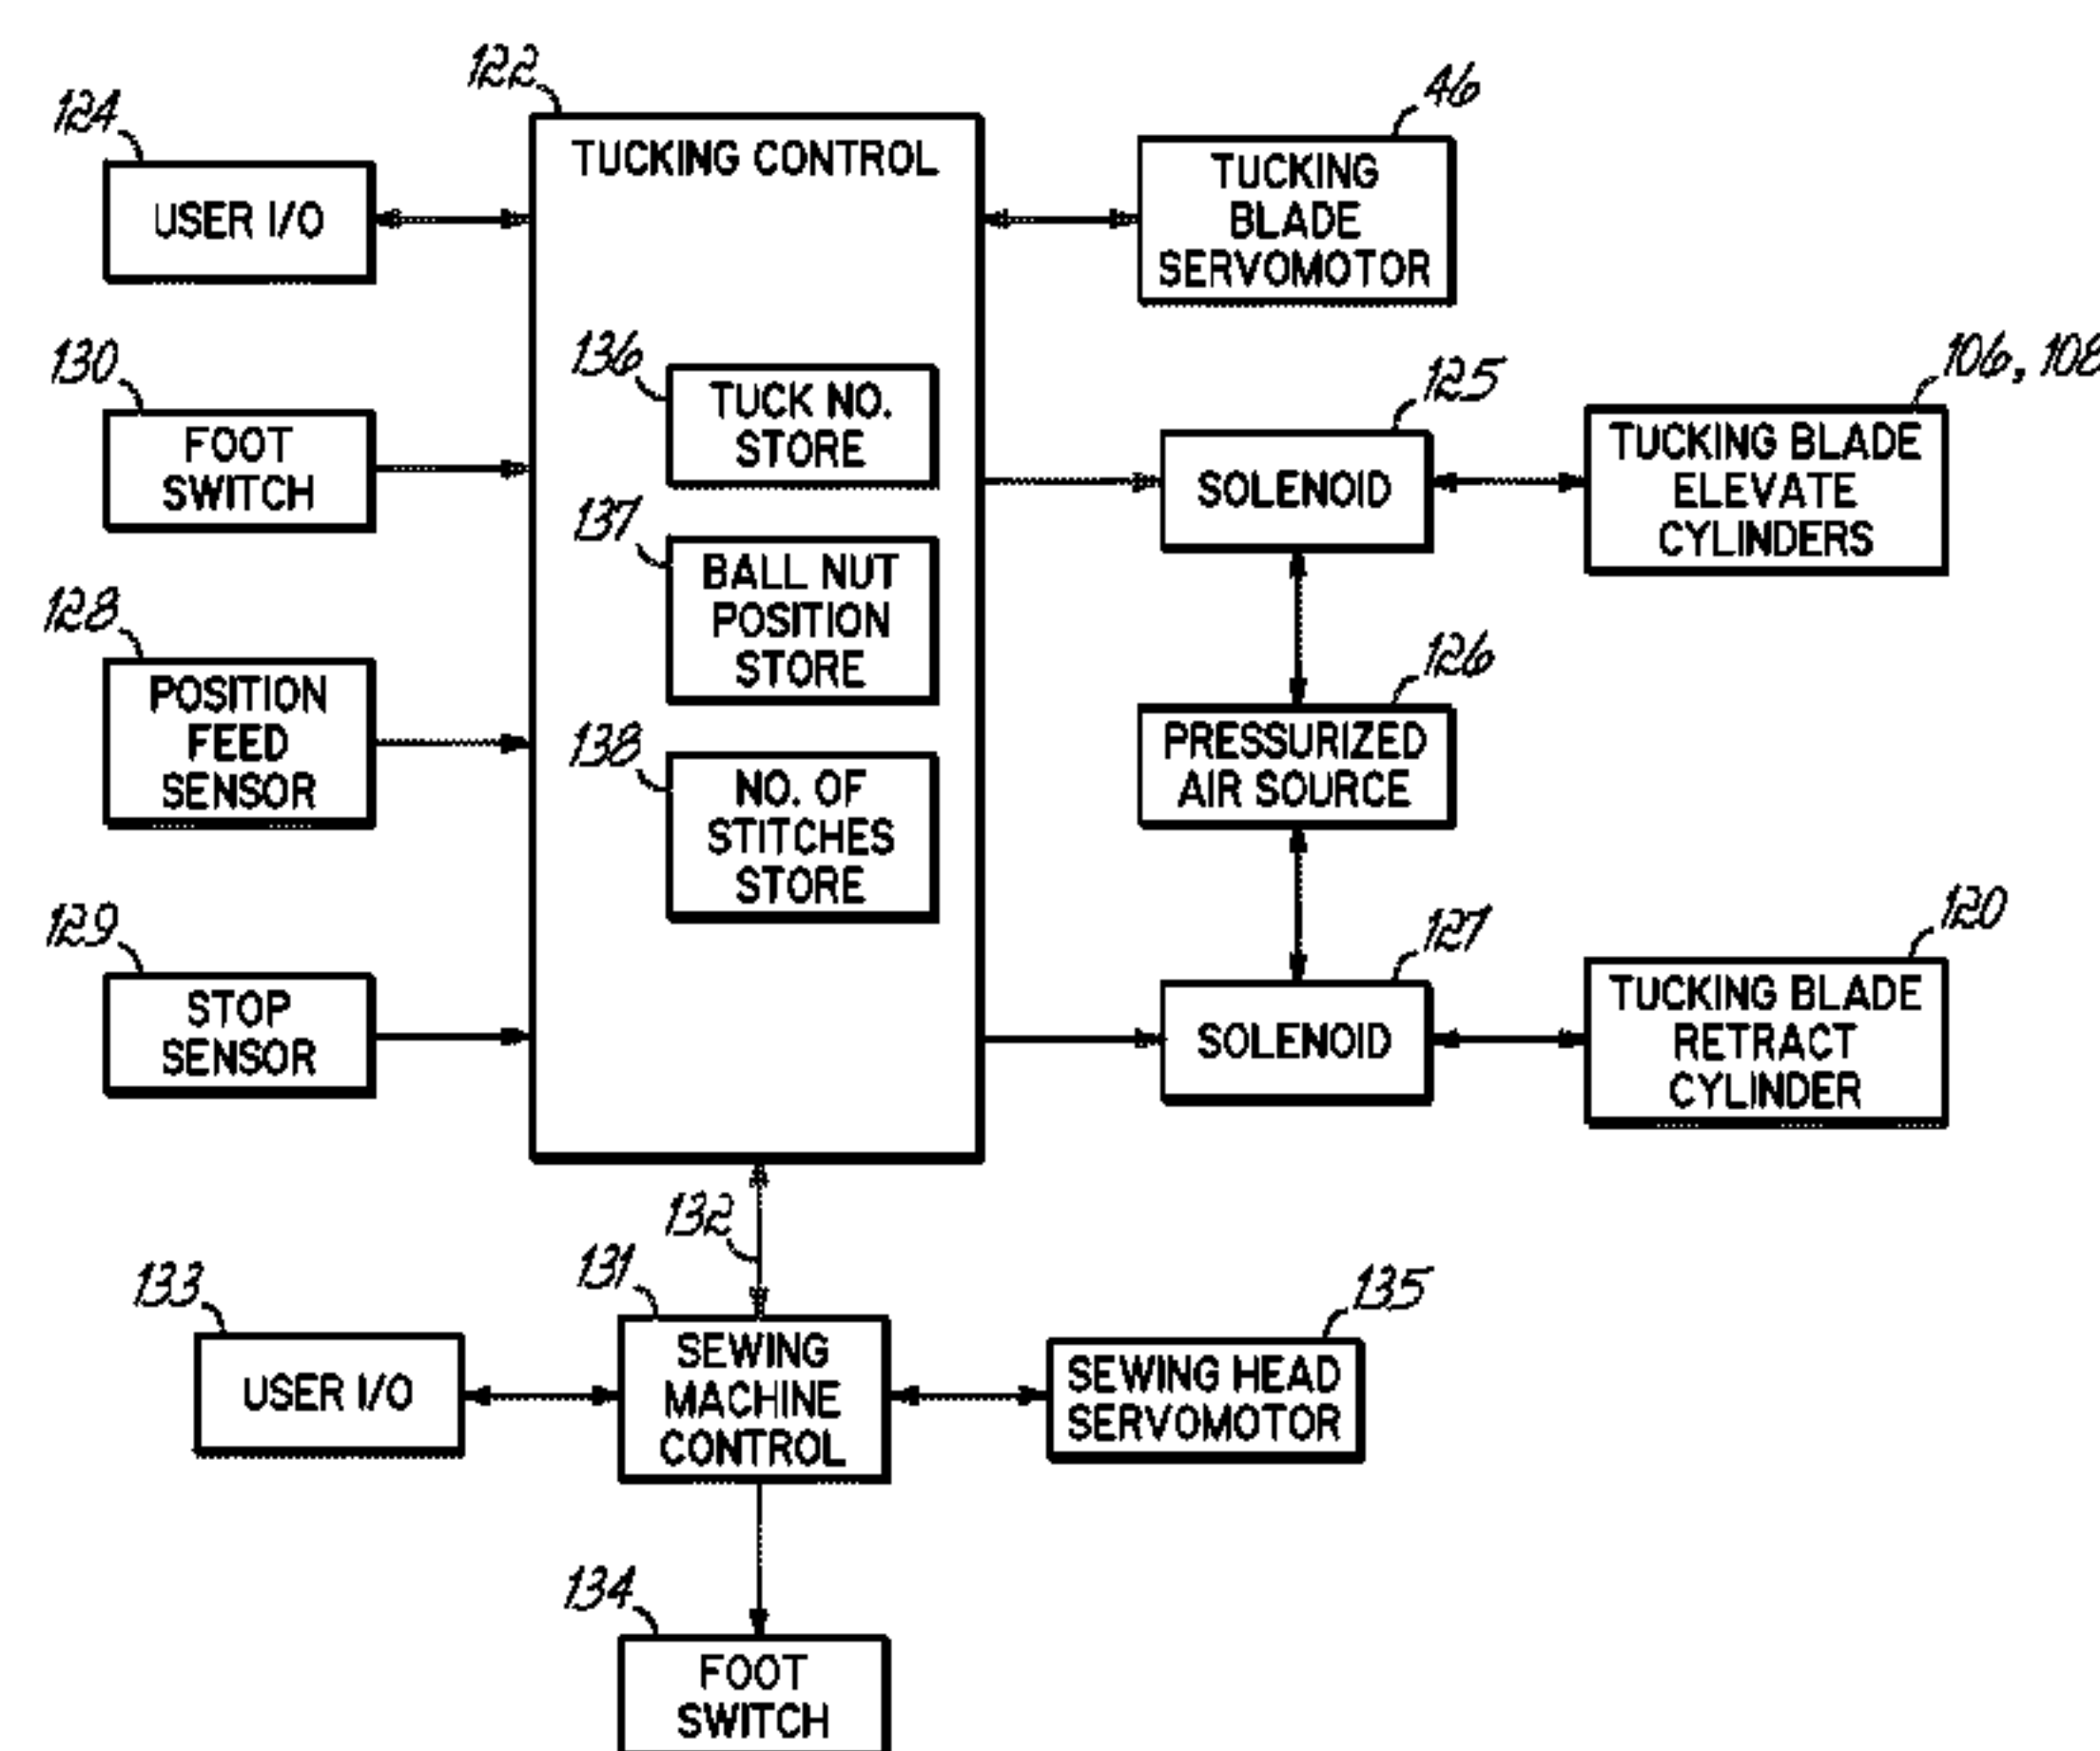 122
124
USER I/O
TUCKING CONTROL
46
TUCKING
BLADE
SERVOMOTOR
130
FOOT
SWITCH
136
TUCK NO.
STORE
125
SOLENOID
106, 108
TUCKING BLADE
ELEVATE
CYLINDERS
128
POSITION
FEED
SENSOR
137
BALL NUT
POSITION
STORE
126
PRESSURIZED
AIR SOURCE
138
NO. OF
STITCHES
STORE
129
STOP
SENSOR
127
SOLENOID
120
TUCKING BLADE
RETRACT
CYLINDER
132
133
USER I/O
131
SEWING
MACHINE
CONTROL
135
SEWING HEAD
SERVOMOTOR
134
FOOT
SWITCH